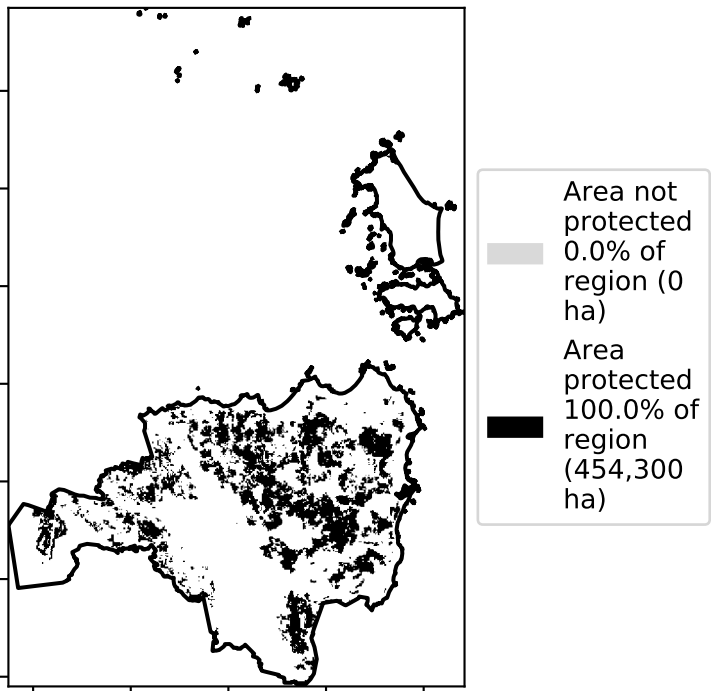 Area not
protected
0.0% of
region (0
ha)
Area
protected
100.0% of
region
(454,300
ha)